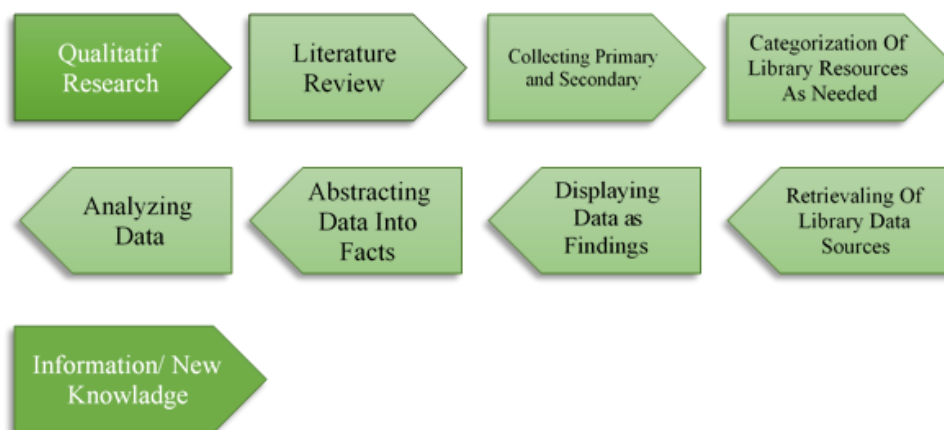 Qualitatif
Research
Literature
Review
Collecting Primary
and Secondary
Categorization Of
Library Resources
As Needed
Analyzing
Data
Abstracting
Data Into
Facts
Displaying
Data as
Findings
Retrievaling Of
Library Data
Sources
Information/ New
Knowladge